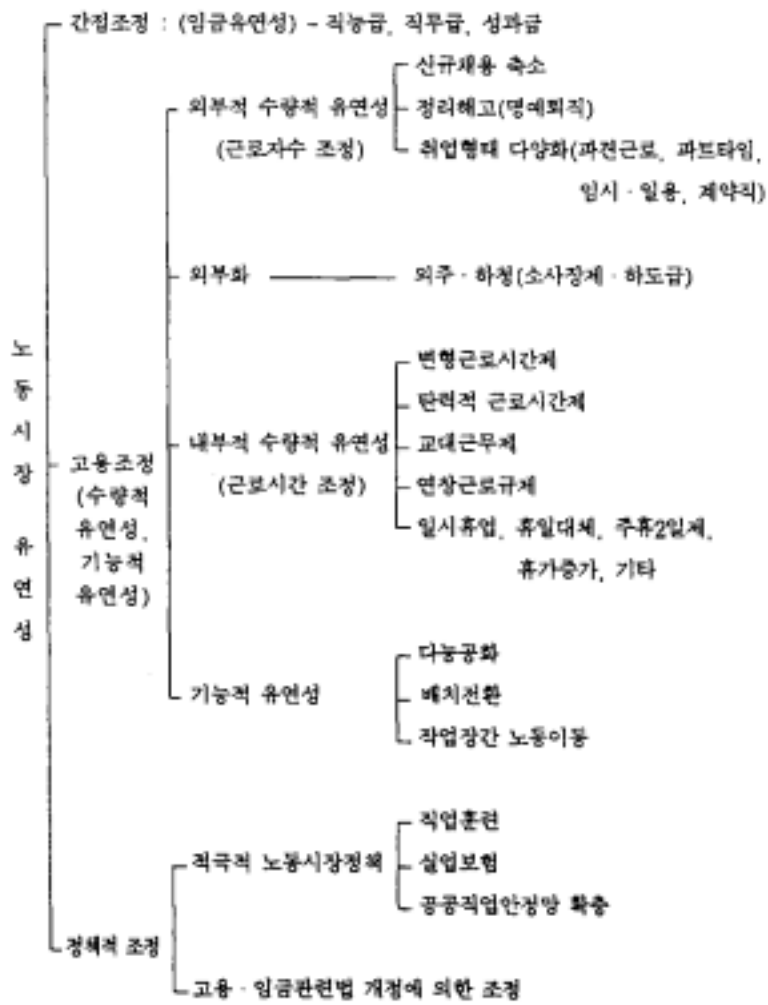 간접조정 : (임금유연성) - 직능급, 직무급, 성과금
외부적 수량적 유연성
(근로자수 조정)
신규채용 축소
정리해고(명예퇴직)
취업형태 다양화(파견근로, 파트타임,
임시·일용, 계약직)
외부화
외주·하청(소사장제·하도급)
노동시장 유연성
고용조정
(수량적
유연성,
기능적
유연성)
내부적 수량적 유연성
(근로시간 조정)
변형근로시간제
탄력적 근로시간제
교대근무제
연장근로규제
일시휴업, 휴일대체, 주휴2일제,
휴가증가, 기타
기능적 유연성
다능공화
배치전환
작업장간 노동이동
적극적 노동시장정책
직업훈련
실업보험
공공직업안정망 확충
정책적 조정
고용·임금관련법 개정에 의한 조정